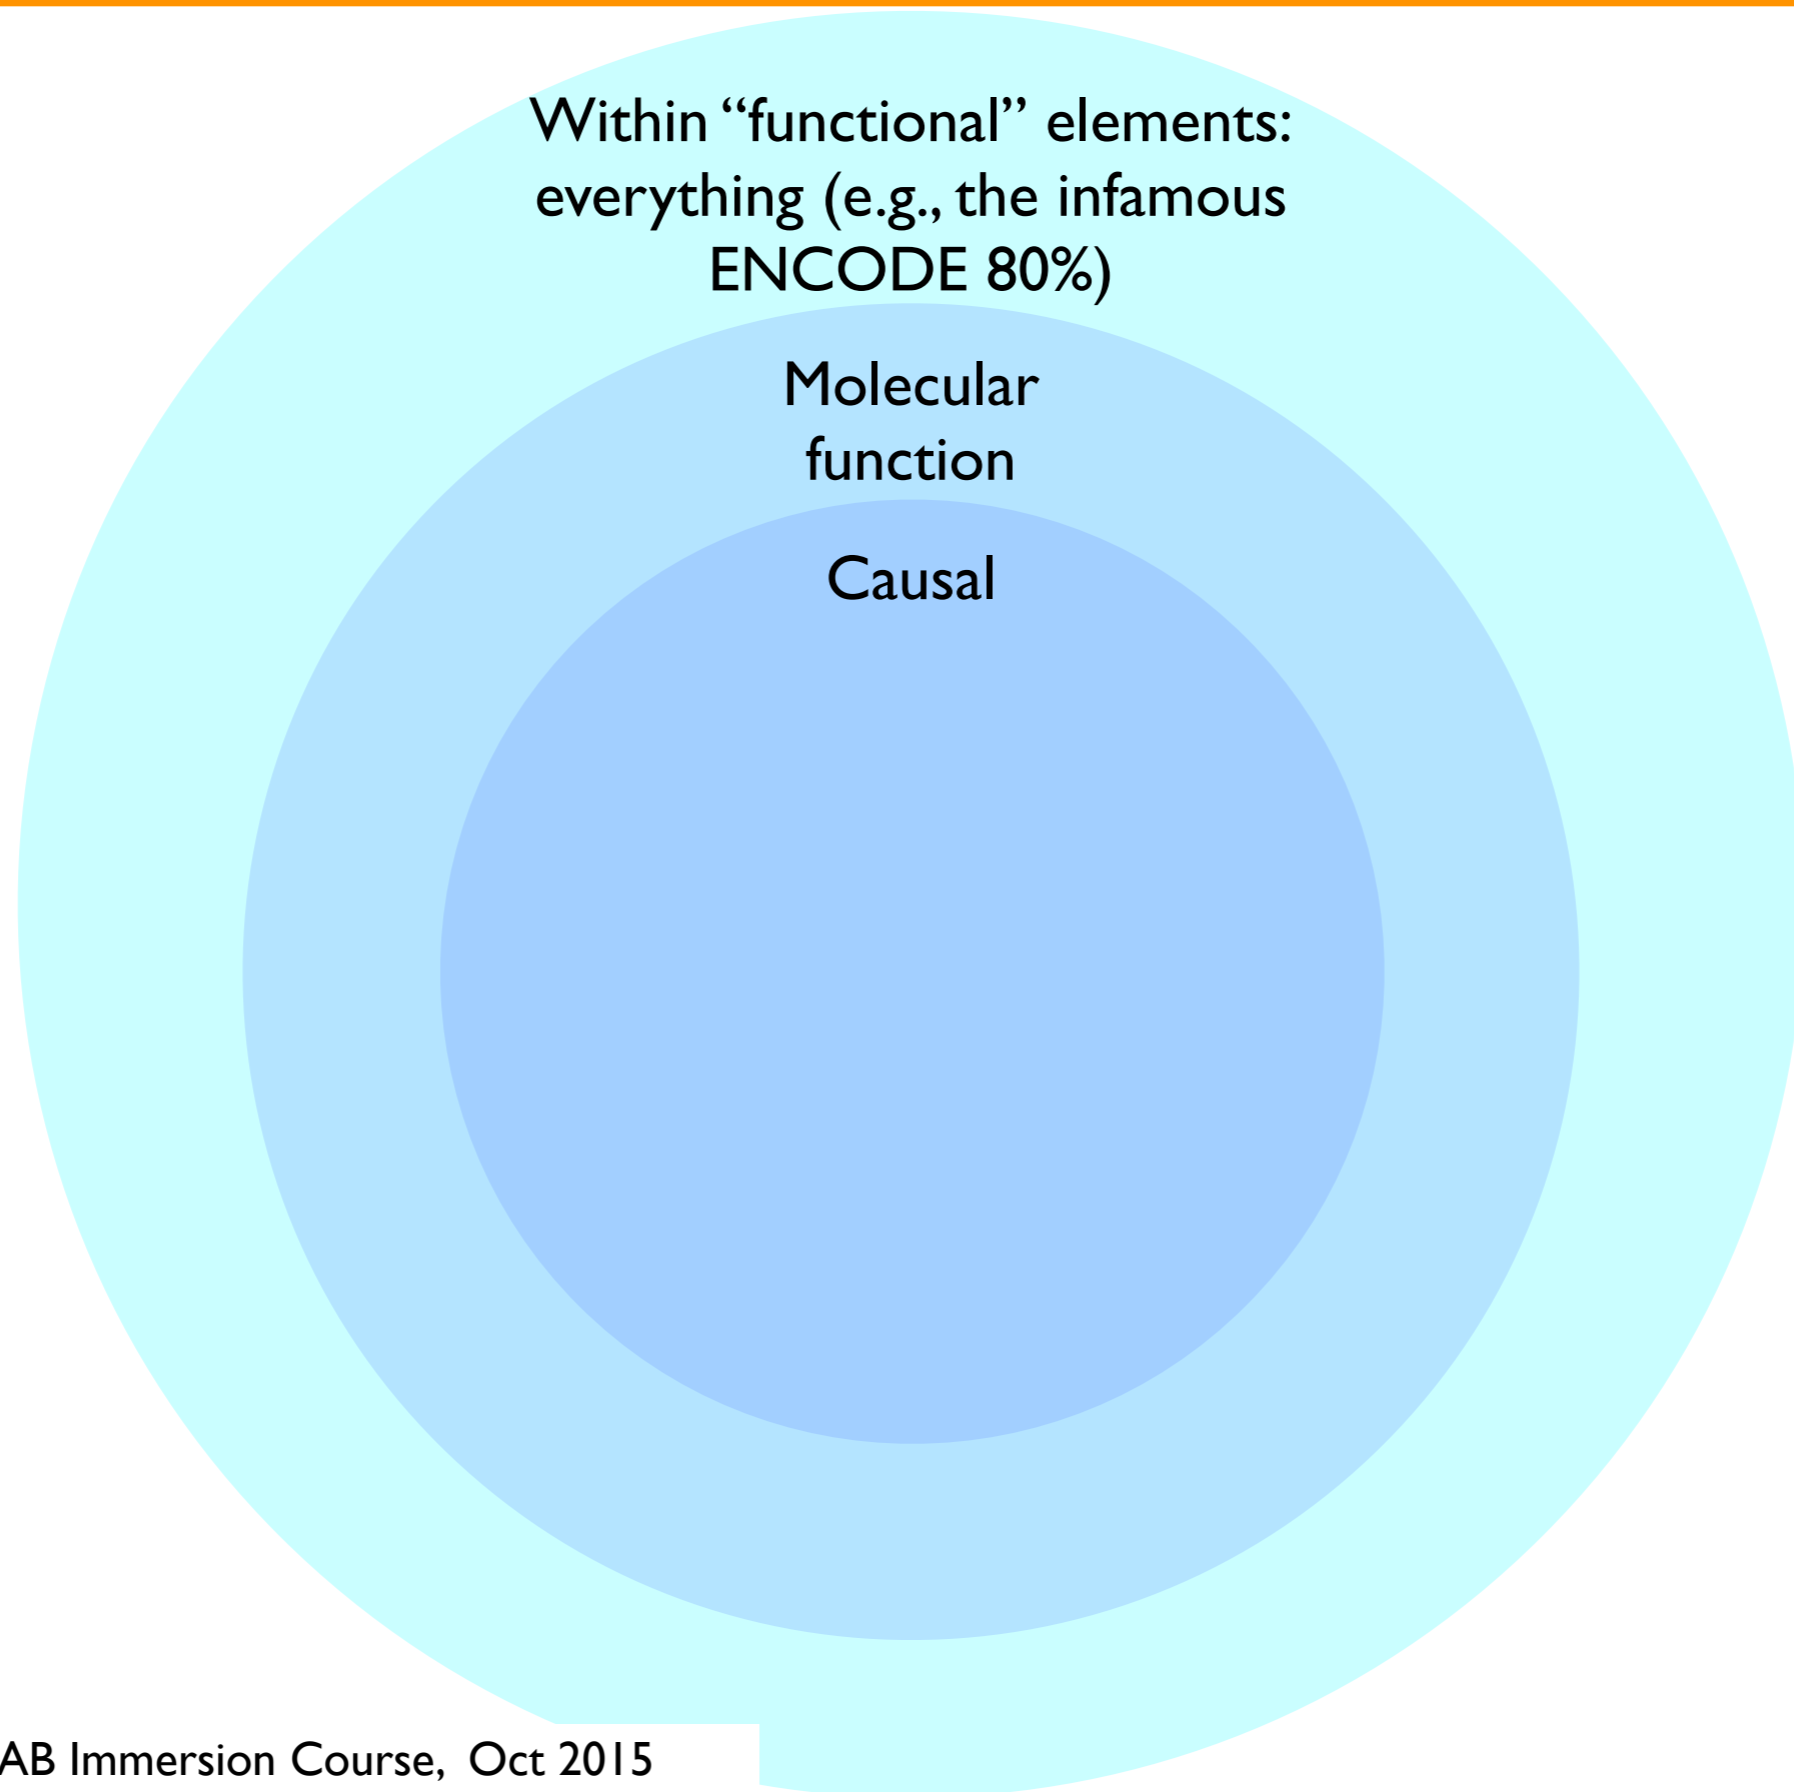 Within “functional” elements:
everything (e.g., the infamous
ENCODE 80%)
Molecular
function
Causal
AB Immersion Course, Oct 2015